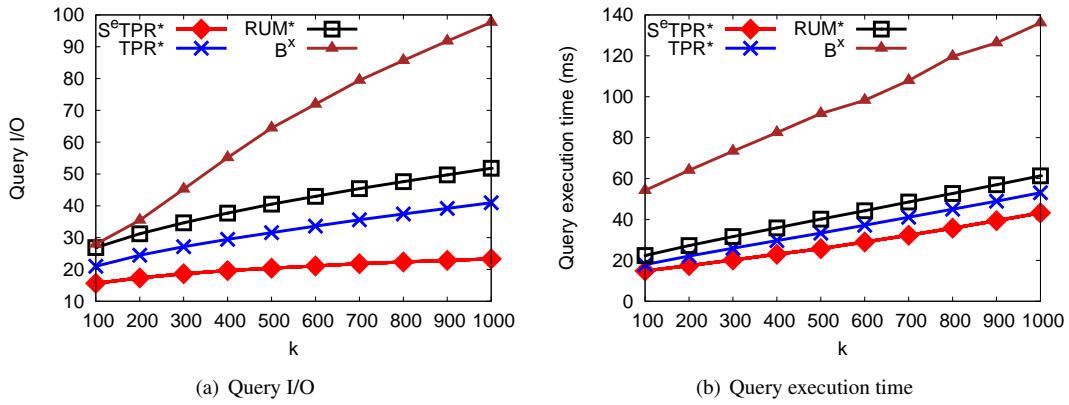 SᵉTPR*
TPR*
RUM*
Bˣ
100
90
80
70
60
50
40
30
20
10
Query I/O
100 200 300 400 500 600 700 800 900 1000
k
(a) Query I/O
SᵉTPR*
TPR*
RUM*
Bˣ
140
120
100
80
60
40
20
0
Query execution time (ms)
100 200 300 400 500 600 700 800 900 1000
k
(b) Query execution time